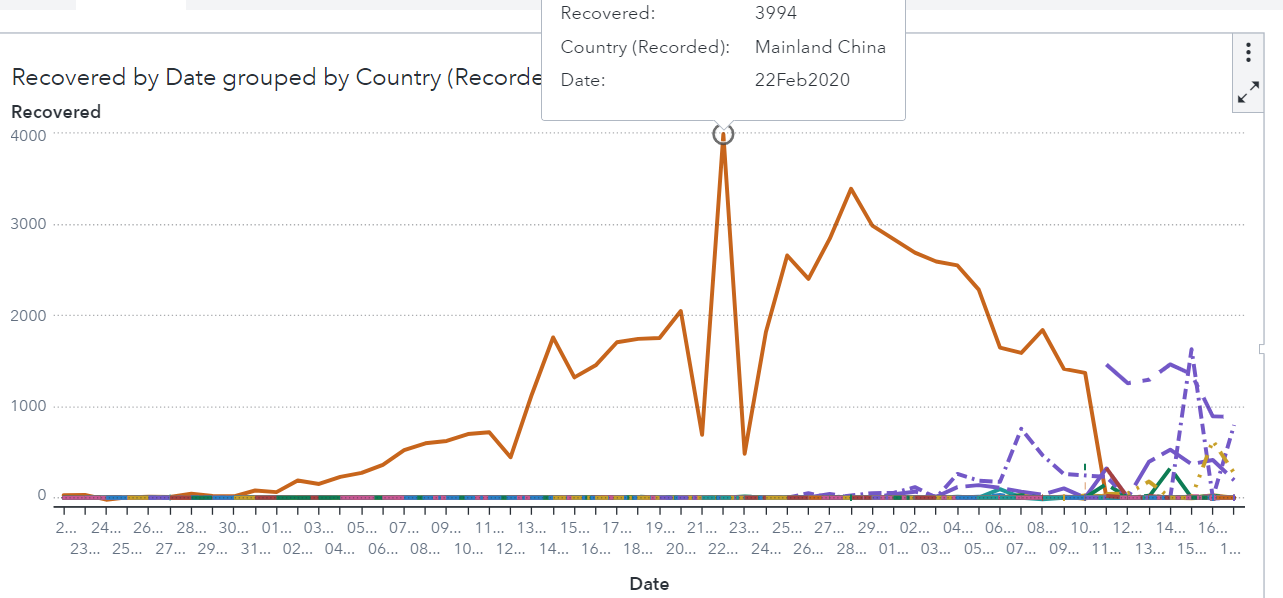 Recovered: 3994
Country (Recorded): Mainland China
Date: 22Feb2020
Recovered by Date grouped by Country (Recorde
Recovered
4000
3000
2000
1000
0
2... 24... 26... 28... 30... 01... 03... 05... 07... 09... 11... 13... 15... 17... 19... 21... 23... 25... 27... 29... 02... 04... 06... 08... 10... 12... 14... 16...
23... 25... 27... 29... 31... 02... 04... 06... 08... 10... 12... 14... 16... 18... 20... 22... 24... 26... 28... 01... 03... 05... 07... 09... 11... 13... 15... 1...
Date